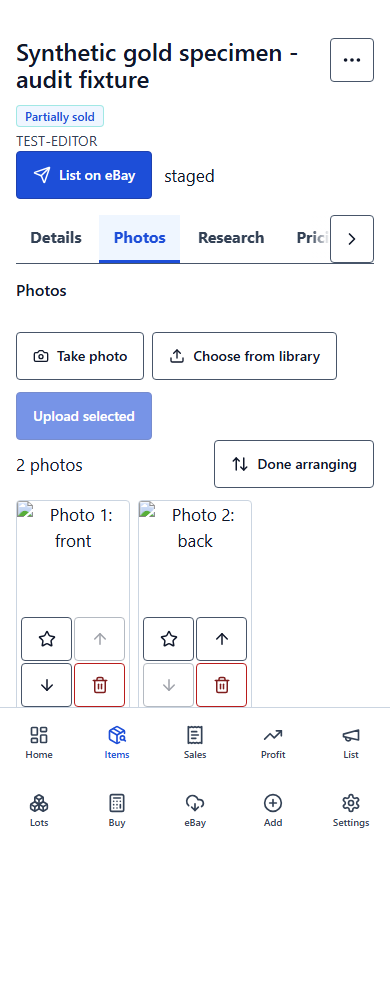 Synthetic gold specimen -
audit fixture
Partially sold
TEST-EDITOR
List on eBay
staged
Details
Photos
Research
Photos
Take photo
Choose from library
Upload selected
2 photos
Done arranging
Photo 1:
front
Photo 2:
back
Home
Items
Sales
Profit
List
Lots
Buy
eBay
Add
Settings